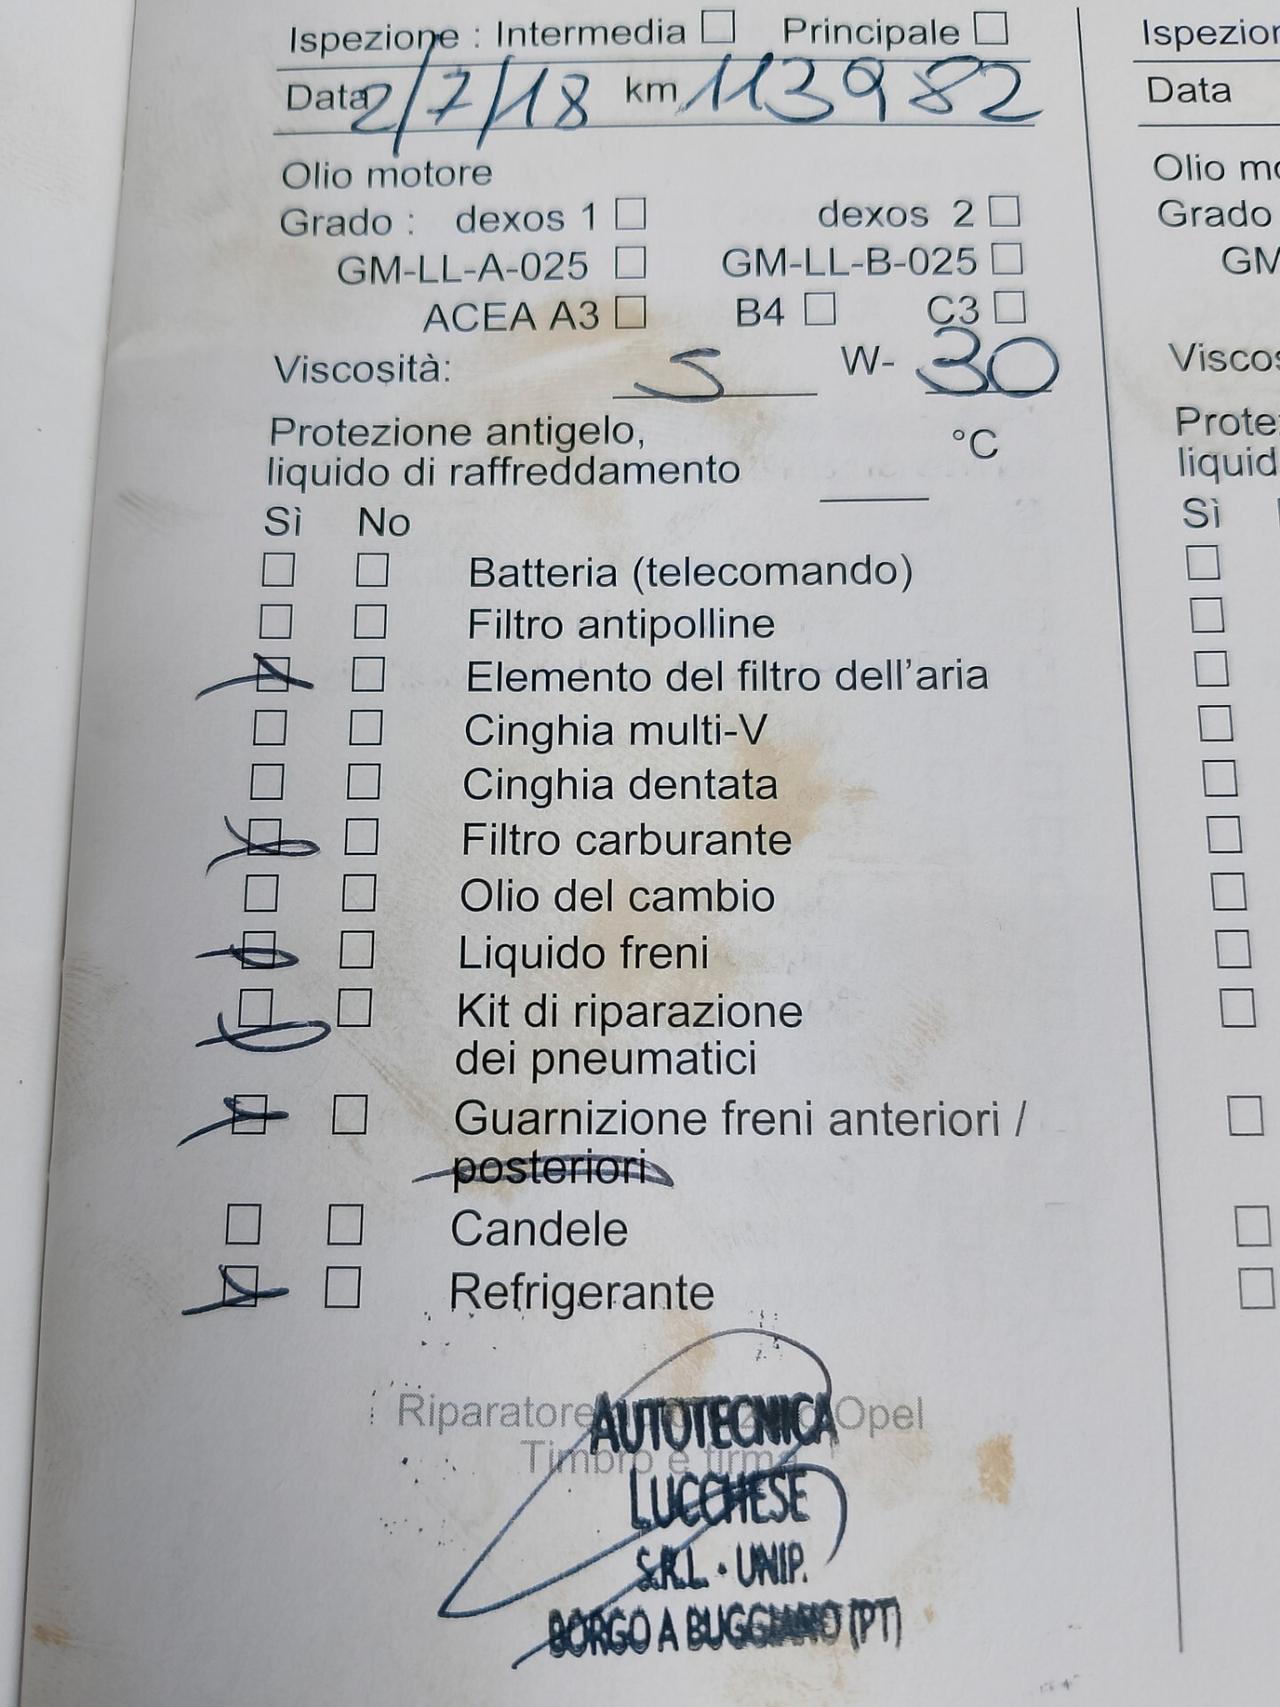 Ispezione : Intermedia Principale
Data 2/7/18 km 113982
Olio motore
Grado : dexos 1 dexos 2
GM-LL-A-025 GM-LL-B-025
ACEA A3 B4 C3
Viscosità: 5 W- 30
Protezione antigelo,
liquido di raffreddamento °C
Sì No
Batteria (telecomando)
Filtro antipolline
Elemento del filtro dell'aria
Cinghia multi-V
Cinghia dentata
Filtro carburante
Olio del cambio
Liquido freni
Kit di riparazione
dei pneumatici
Guarnizione freni anteriori /
posteriori
Candele
Refrigerante
Riparatore Opel
Timbro e firma
AUTOTECNICA
LUCCHESE
S.R.L. · UNIP.
BORGO A BUGGIANO (PT)
Ispezion
Data
Olio mo
Grado
GM
Viscos
Protez
liquid
Sì